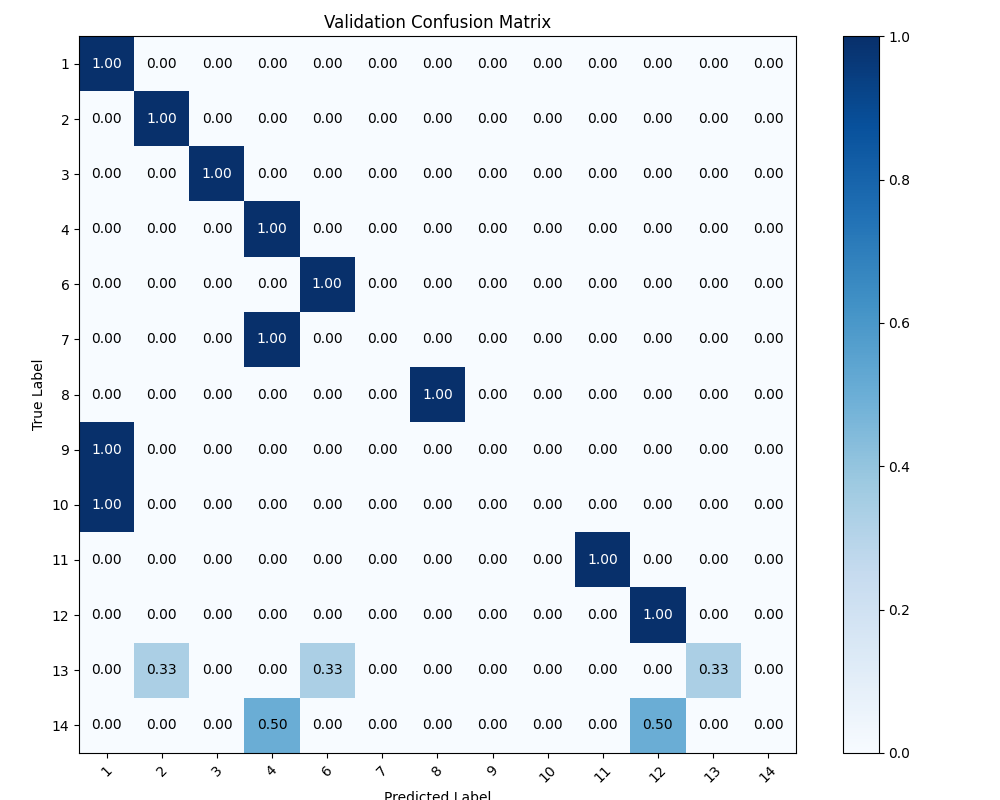 Validation Confusion Matrix
1 1.00 0.00 0.00 0.00 0.00 0.00 0.00 0.00 0.00 0.00 0.00 0.00 0.00
2 0.00 1.00 0.00 0.00 0.00 0.00 0.00 0.00 0.00 0.00 0.00 0.00 0.00
3 0.00 0.00 1.00 0.00 0.00 0.00 0.00 0.00 0.00 0.00 0.00 0.00 0.00
4 0.00 0.00 0.00 1.00 0.00 0.00 0.00 0.00 0.00 0.00 0.00 0.00 0.00
6 0.00 0.00 0.00 0.00 1.00 0.00 0.00 0.00 0.00 0.00 0.00 0.00 0.00
7 0.00 0.00 0.00 1.00 0.00 0.00 0.00 0.00 0.00 0.00 0.00 0.00 0.00
8 0.00 0.00 0.00 0.00 0.00 0.00 1.00 0.00 0.00 0.00 0.00 0.00 0.00
9 1.00 0.00 0.00 0.00 0.00 0.00 0.00 0.00 0.00 0.00 0.00 0.00 0.00
10 1.00 0.00 0.00 0.00 0.00 0.00 0.00 0.00 0.00 0.00 0.00 0.00 0.00
11 0.00 0.00 0.00 0.00 0.00 0.00 0.00 0.00 0.00 1.00 0.00 0.00 0.00
12 0.00 0.00 0.00 0.00 0.00 0.00 0.00 0.00 0.00 0.00 1.00 0.00 0.00
13 0.00 0.33 0.00 0.00 0.33 0.00 0.00 0.00 0.00 0.00 0.00 0.33 0.00
14 0.00 0.00 0.00 0.50 0.00 0.00 0.00 0.00 0.00 0.00 0.50 0.00 0.00
1 2 3 4 6 7 8 9 10 11 12 13 14
True Label
Predicted Label
1.0
0.8
0.6
0.4
0.2
0.0